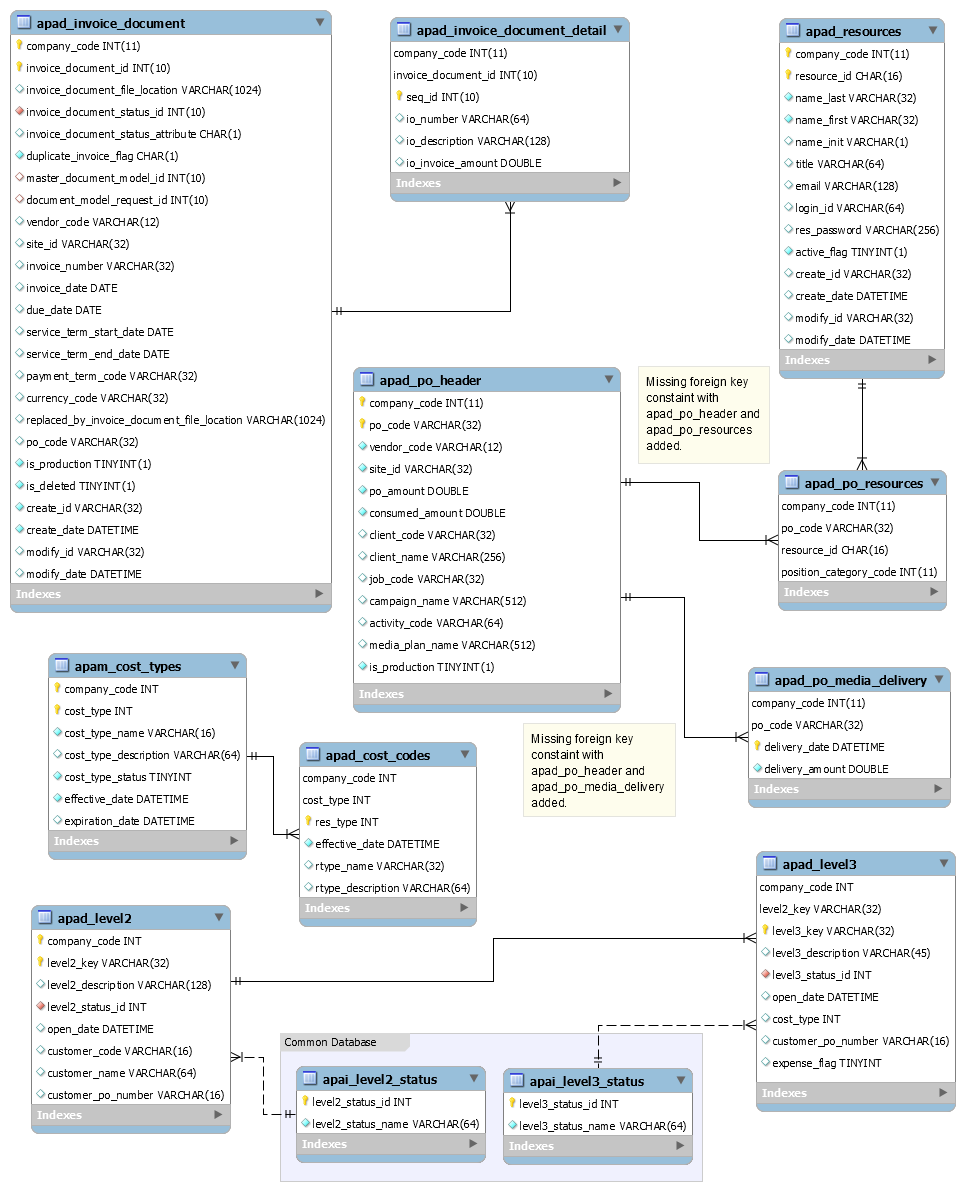 apad_invoice_document
company_code INT(11)
invoice_document_id INT(10)
invoice_document_file_location VARCHAR(1024)
invoice_document_status_id INT(10)
invoice_document_status_attribute CHAR(1)
duplicate_invoice_flag CHAR(1)
master_document_model_id INT(10)
document_model_request_id INT(10)
vendor_code VARCHAR(12)
site_id VARCHAR(32)
invoice_number VARCHAR(32)
invoice_date DATE
due_date DATE
service_term_start_date DATE
service_term_end_date DATE
payment_term_code VARCHAR(32)
currency_code VARCHAR(32)
replaced_by_invoice_document_file_location VARCHAR(1024)
po_code VARCHAR(32)
is_production TINYINT(1)
is_deleted TINYINT(1)
create_id VARCHAR(32)
create_date DATETIME
modify_id VARCHAR(32)
modify_date DATETIME
Indexes
apad_invoice_document_detail
company_code INT(11)
invoice_document_id INT(10)
seq_id INT(10)
io_number VARCHAR(64)
io_description VARCHAR(128)
io_invoice_amount DOUBLE
Indexes
apad_resources
company_code INT(11)
resource_id CHAR(16)
name_last VARCHAR(32)
name_first VARCHAR(32)
name_init VARCHAR(1)
title VARCHAR(64)
email VARCHAR(128)
login_id VARCHAR(64)
res_password VARCHAR(256)
active_flag TINYINT(1)
create_id VARCHAR(32)
create_date DATETIME
modify_id VARCHAR(32)
modify_date DATETIME
Indexes
apad_po_header
company_code INT(11)
po_code VARCHAR(32)
vendor_code VARCHAR(12)
site_id VARCHAR(32)
po_amount DOUBLE
consumed_amount DOUBLE
client_code VARCHAR(32)
client_name VARCHAR(256)
job_code VARCHAR(32)
campaign_name VARCHAR(512)
activity_code VARCHAR(64)
media_plan_name VARCHAR(512)
is_production TINYINT(1)
Indexes
Missing foreign key
constaint with
apad_po_header and
apad_po_resources
added.
apad_po_resources
company_code INT(11)
po_code VARCHAR(32)
resource_id CHAR(16)
position_category_code INT(11)
Indexes
apam_cost_types
company_code INT
cost_type INT
cost_type_name VARCHAR(16)
cost_type_description VARCHAR(64)
cost_type_status TINYINT
effective_date DATETIME
expiration_date DATETIME
Indexes
apad_cost_codes
company_code INT
cost_type INT
res_type INT
effective_date DATETIME
rtype_name VARCHAR(32)
rtype_description VARCHAR(64)
Indexes
Missing foreign key
constaint with
apad_po_header and
apad_po_media_delivery
added.
apad_po_media_delivery
company_code INT(11)
po_code VARCHAR(32)
delivery_date DATETIME
delivery_amount DOUBLE
Indexes
apad_level2
company_code INT
level2_key VARCHAR(32)
level2_description VARCHAR(128)
level2_status_id INT
open_date DATETIME
customer_code VARCHAR(16)
customer_name VARCHAR(64)
customer_po_number VARCHAR(16)
Indexes
apad_level3
company_code INT
level2_key VARCHAR(32)
level3_key VARCHAR(32)
level3_description VARCHAR(45)
level3_status_id INT
open_date DATETIME
cost_type INT
customer_po_number VARCHAR(16)
expense_flag TINYINT
Indexes
Common Database
apai_level2_status
level2_status_id INT
level2_status_name VARCHAR(64)
Indexes
apai_level3_status
level3_status_id INT
level3_status_name VARCHAR(64)
Indexes